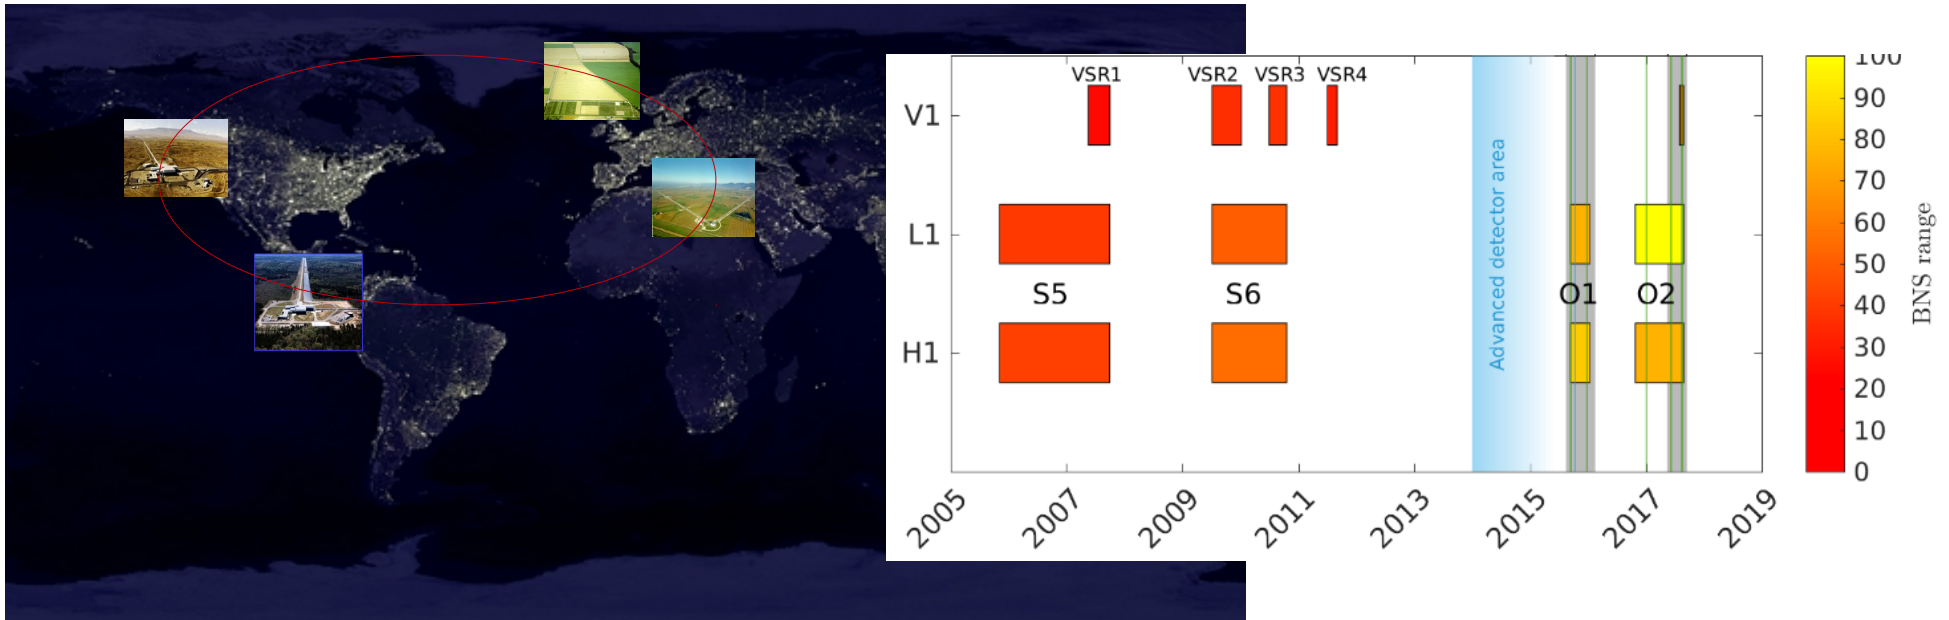 VSR1 VSR2 VSR3 VSR4
V1
L1
S5 S6 O1 O2
H1
Advanced detector area
2005 2007 2009 2011 2013 2015 2017 2019
100
90
80
70
60
50
40
30
20
10
0
BNS range